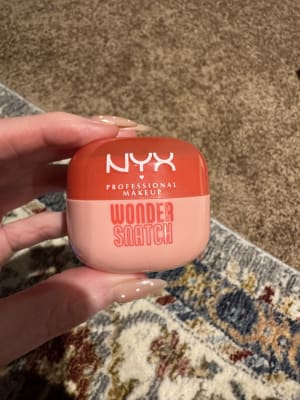 NYX
PROFESSIONAL
MAKEUP
WONDER
SNATCH